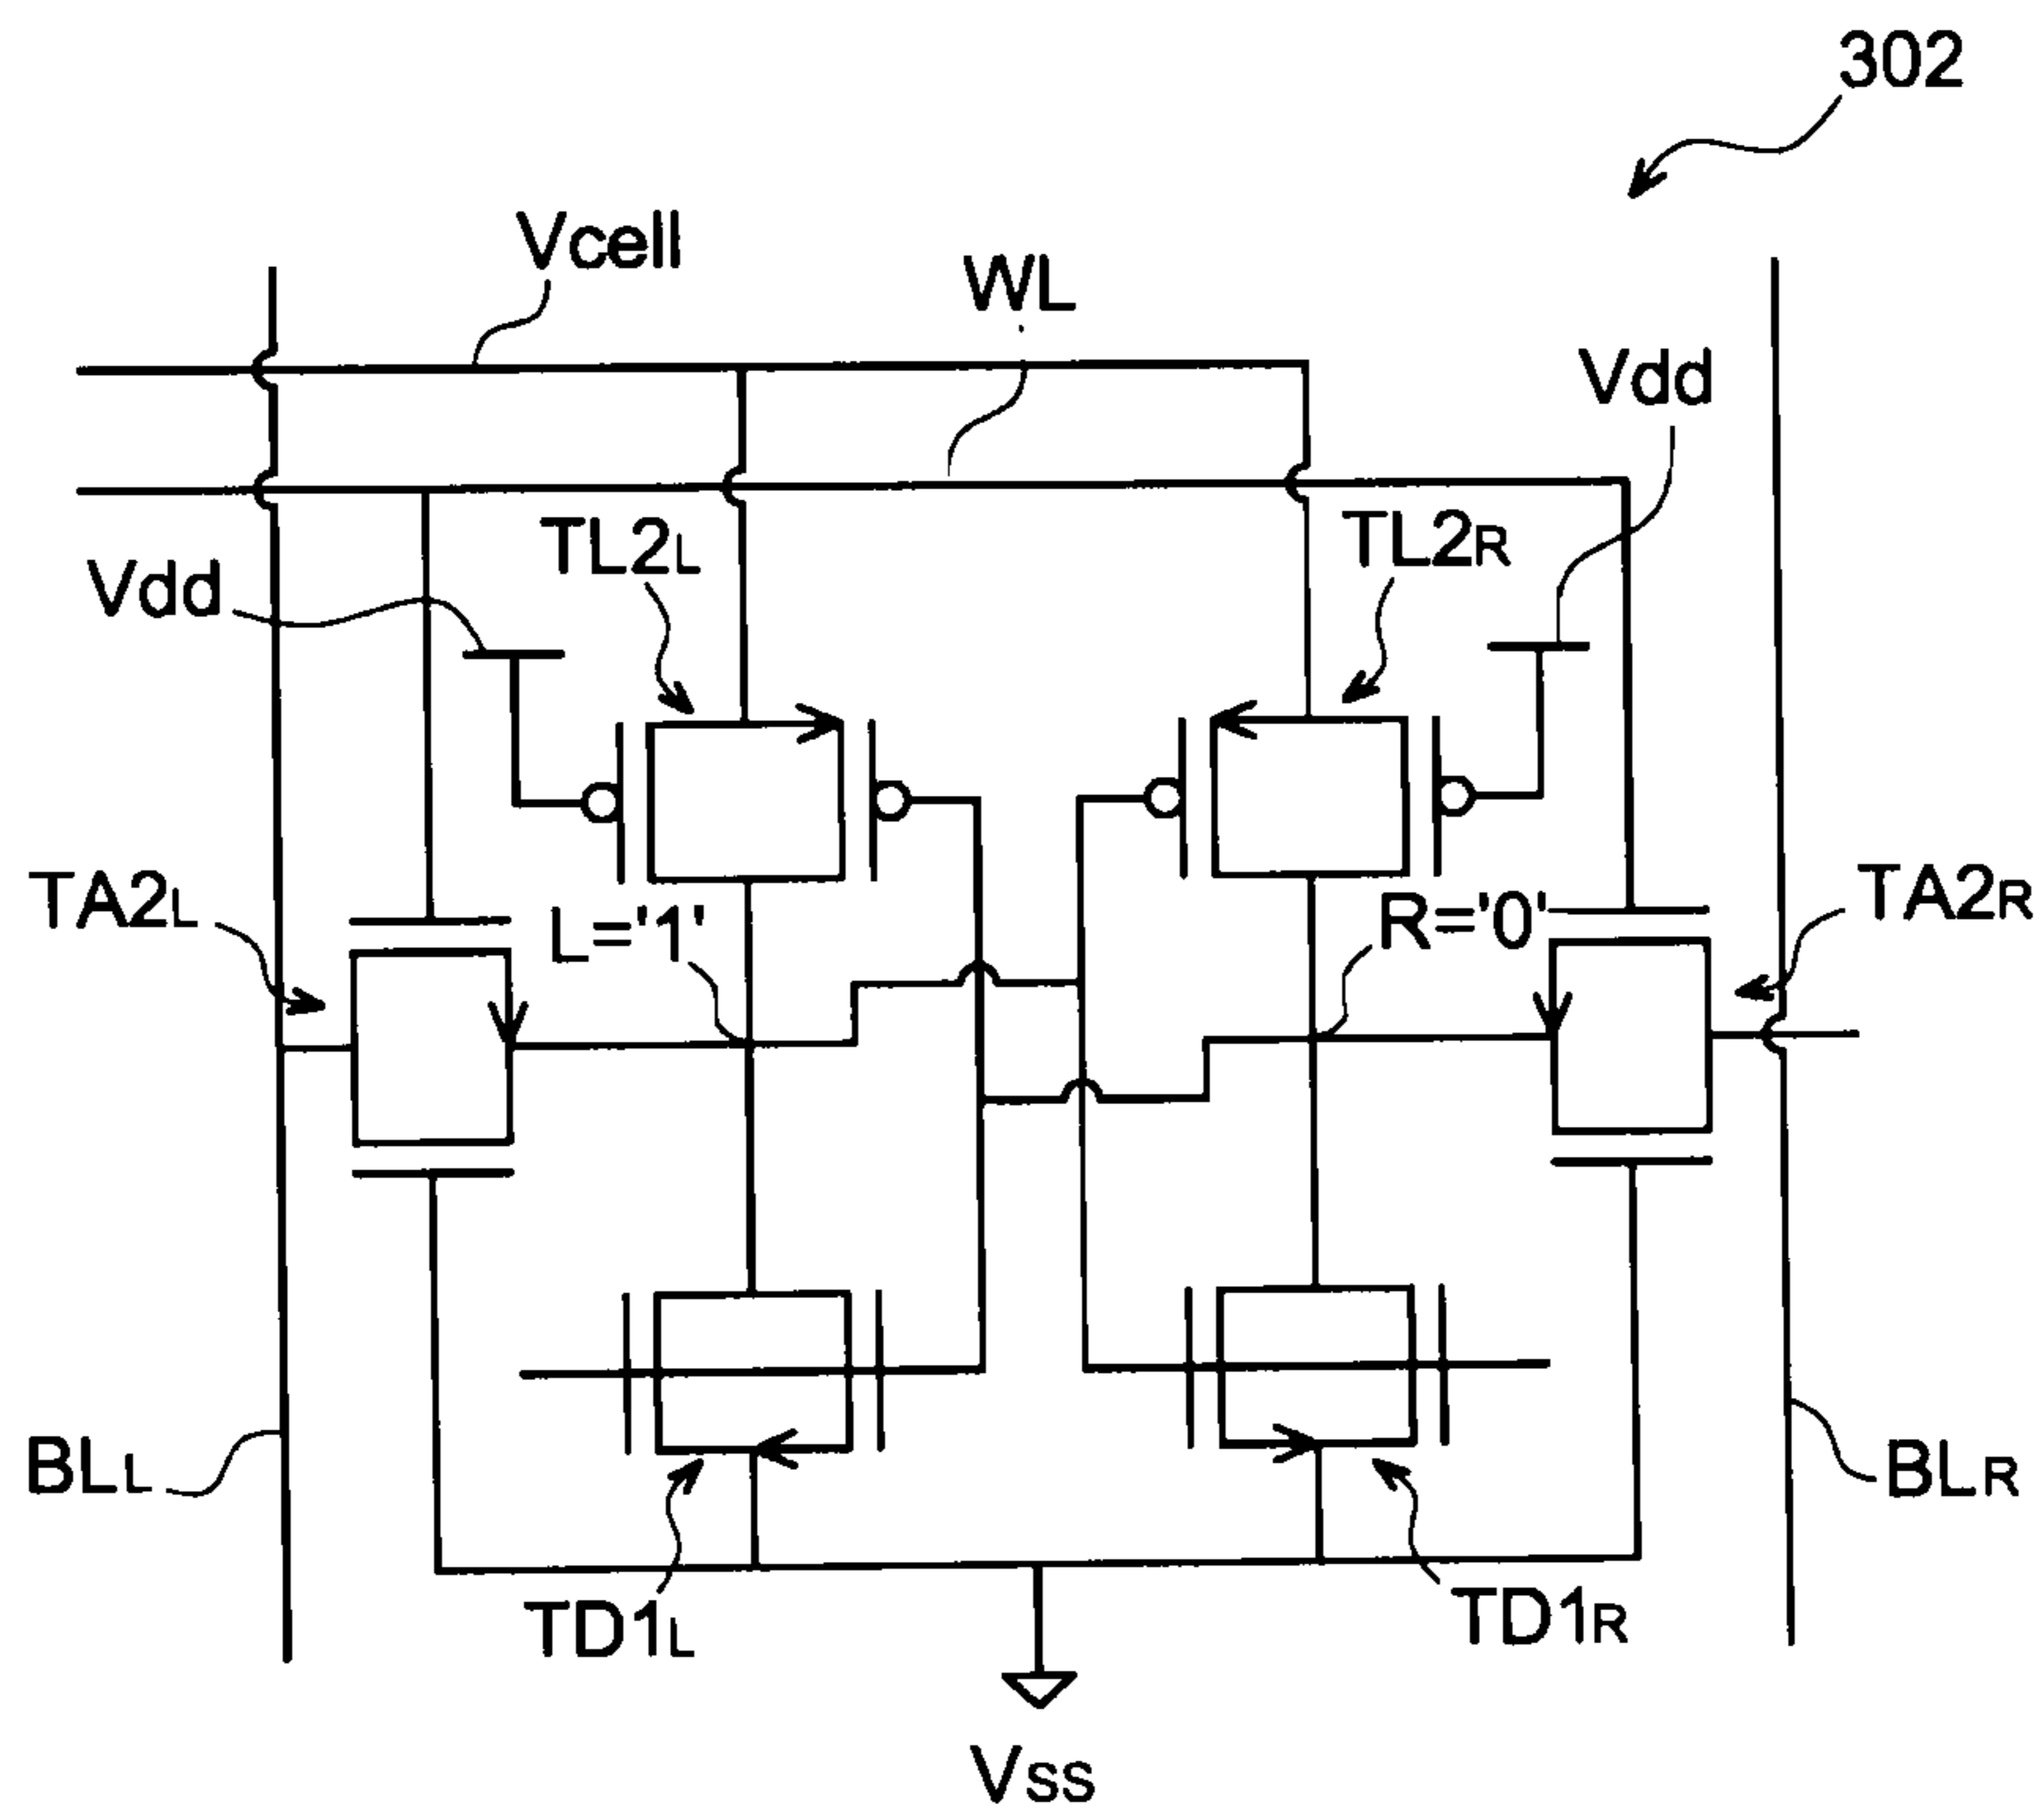 302
Vcell
WL
Vdd
TL2L
TL2R
Vdd
TA2L
L='1'
R='0'
TA2R
BLL
BLR
TD1L
TD1R
Vss